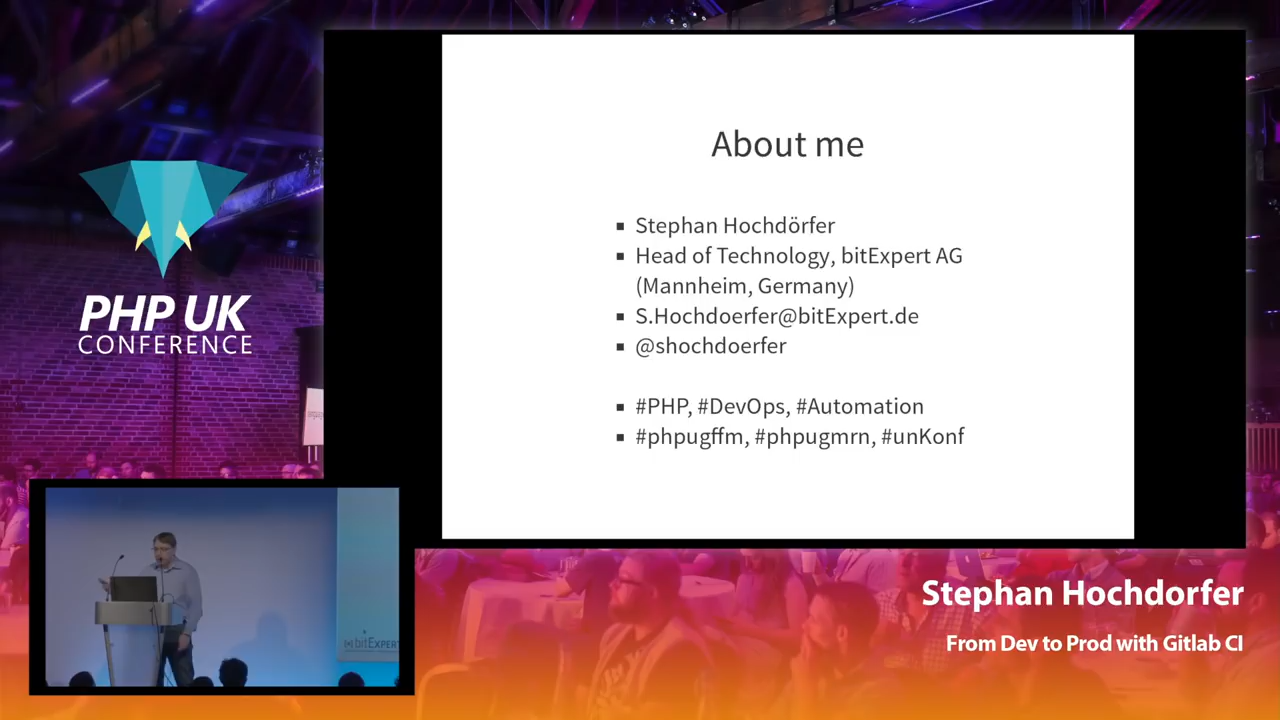 About me
Stephan Hochdörfer
Head of Technology, bitExpert AG
(Mannheim, Germany)
S.Hochdoerfer@bitExpert.de
@shochdoerfer
#PHP, #DevOps, #Automation
#phpugffm, #phpugmrn, #unKonf
PHP UK
CONFERENCE
bitExpert
Stephan Hochdorfer
From Dev to Prod with Gitlab CI